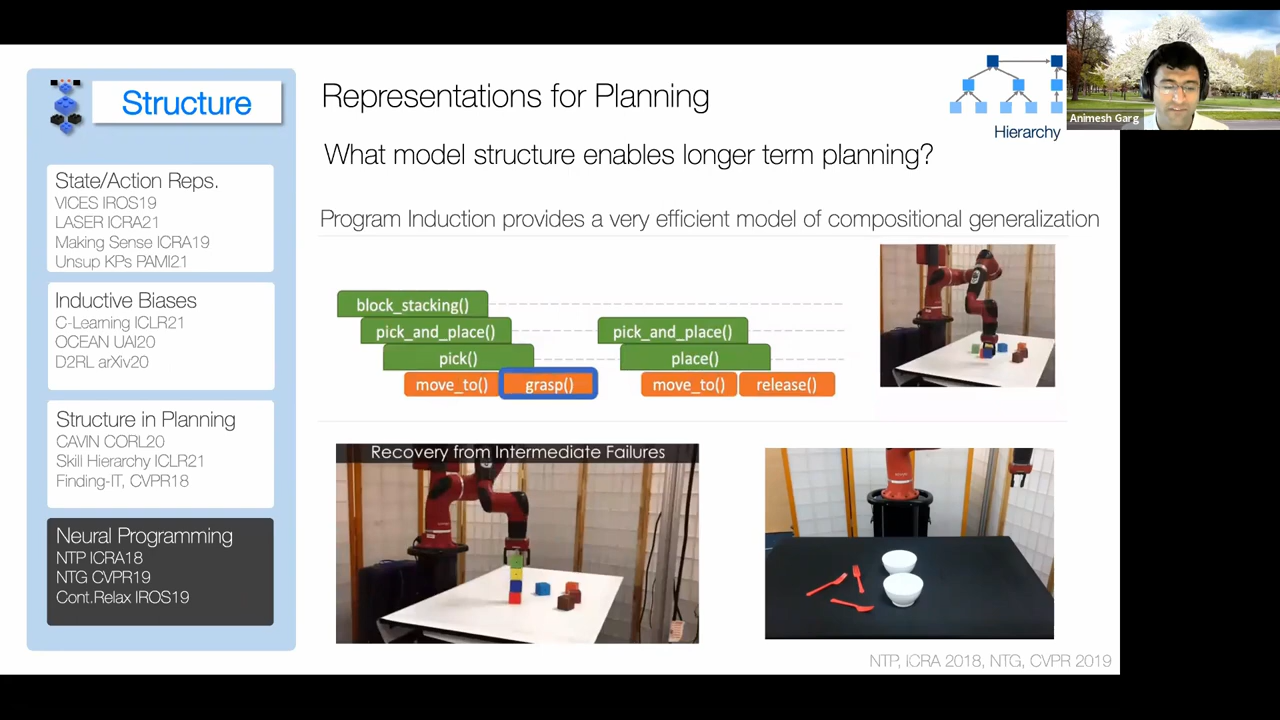 Structure
State/Action Reps.
VICES IROS19
LASER ICRA21
Making Sense ICRA19
Unsup KPs PAMI21
Inductive Biases
C-Learning ICLR21
OCEAN UAI20
D2RL arXiv20
Structure in Planning
CAVIN CORL20
Skill Hierarchy ICLR21
Finding-IT, CVPR18
Neural Programming
NTP ICRA18
NTG CVPR19
Cont.Relax IROS19
Representations for Planning
Hierarchy
Animesh Garg
What model structure enables longer term planning?
Program Induction provides a very efficient model of compositional generalization
block_stacking()
pick_and_place() pick_and_place()
pick() place()
move_to() grasp() move_to() release()
Recovery from Intermediate Failures
NTP, ICRA 2018, NTG, CVPR 2019